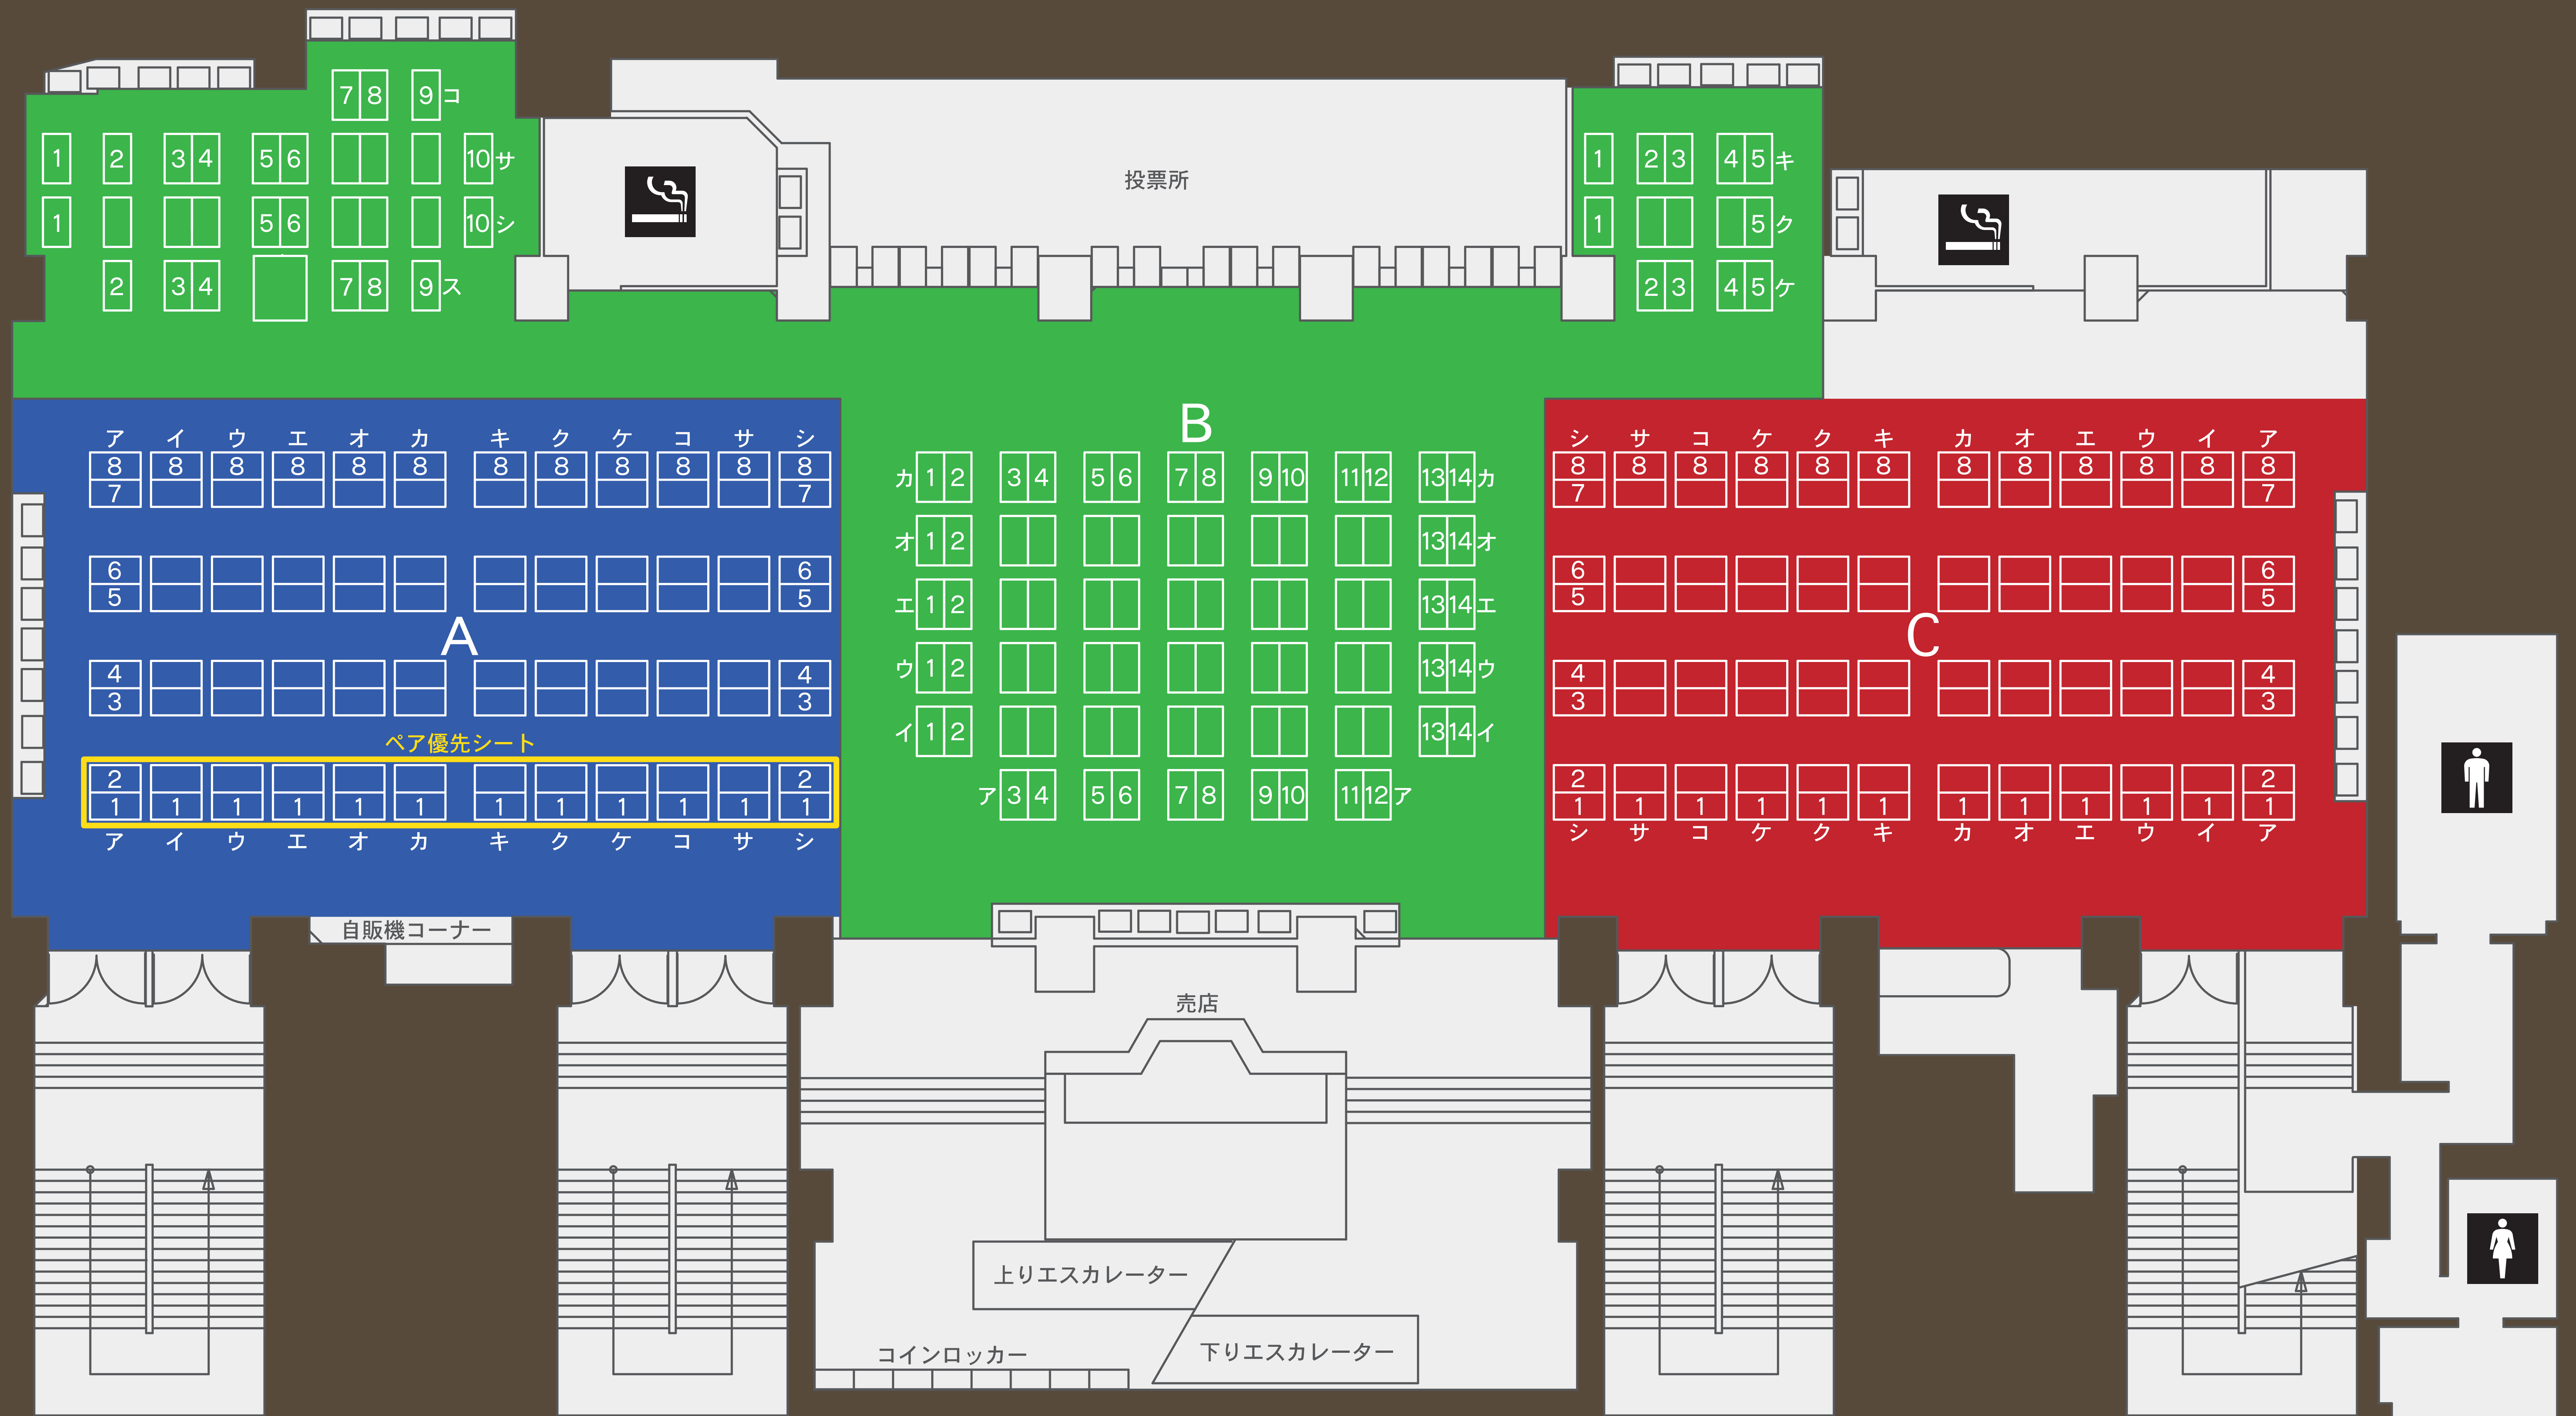 7 8 9 コ
1 2 3 4 5 6 10 サ
1 5 6 10 シ
2 3 4 7 8 9 ス
投票所
1 2 3 4 5 キ
1 5 ク
2 3 4 5 ケ
ア イ ウ エ オ カ キ ク ケ コ サ シ
8 8 8 8 8 8 8 8 8 8 8 8
7 7
6 6
5 5
A
4 4
3 3
ペア優先シート
2 2
1 1 1 1 1 1 1 1 1 1 1 1
ア イ ウ エ オ カ キ ク ケ コ サ シ
B
カ 1 2 3 4 5 6 7 8 9 10 11 12 13 14 カ
オ 1 2 13 14 オ
エ 1 2 13 14 エ
ウ 1 2 13 14 ウ
イ 1 2 13 14 イ
ア 3 4 5 6 7 8 9 10 11 12 ア
シ サ コ ケ ク キ カ オ エ ウ イ ア
8 8 8 8 8 8 8 8 8 8 8 8
7 7
6 6
5 5
C
4 4
3 3
2 2
1 1 1 1 1 1 1 1 1 1 1 1
シ サ コ ケ ク キ カ オ エ ウ イ ア
自販機コーナー
売店
上りエスカレーター
下りエスカレーター
コインロッカー